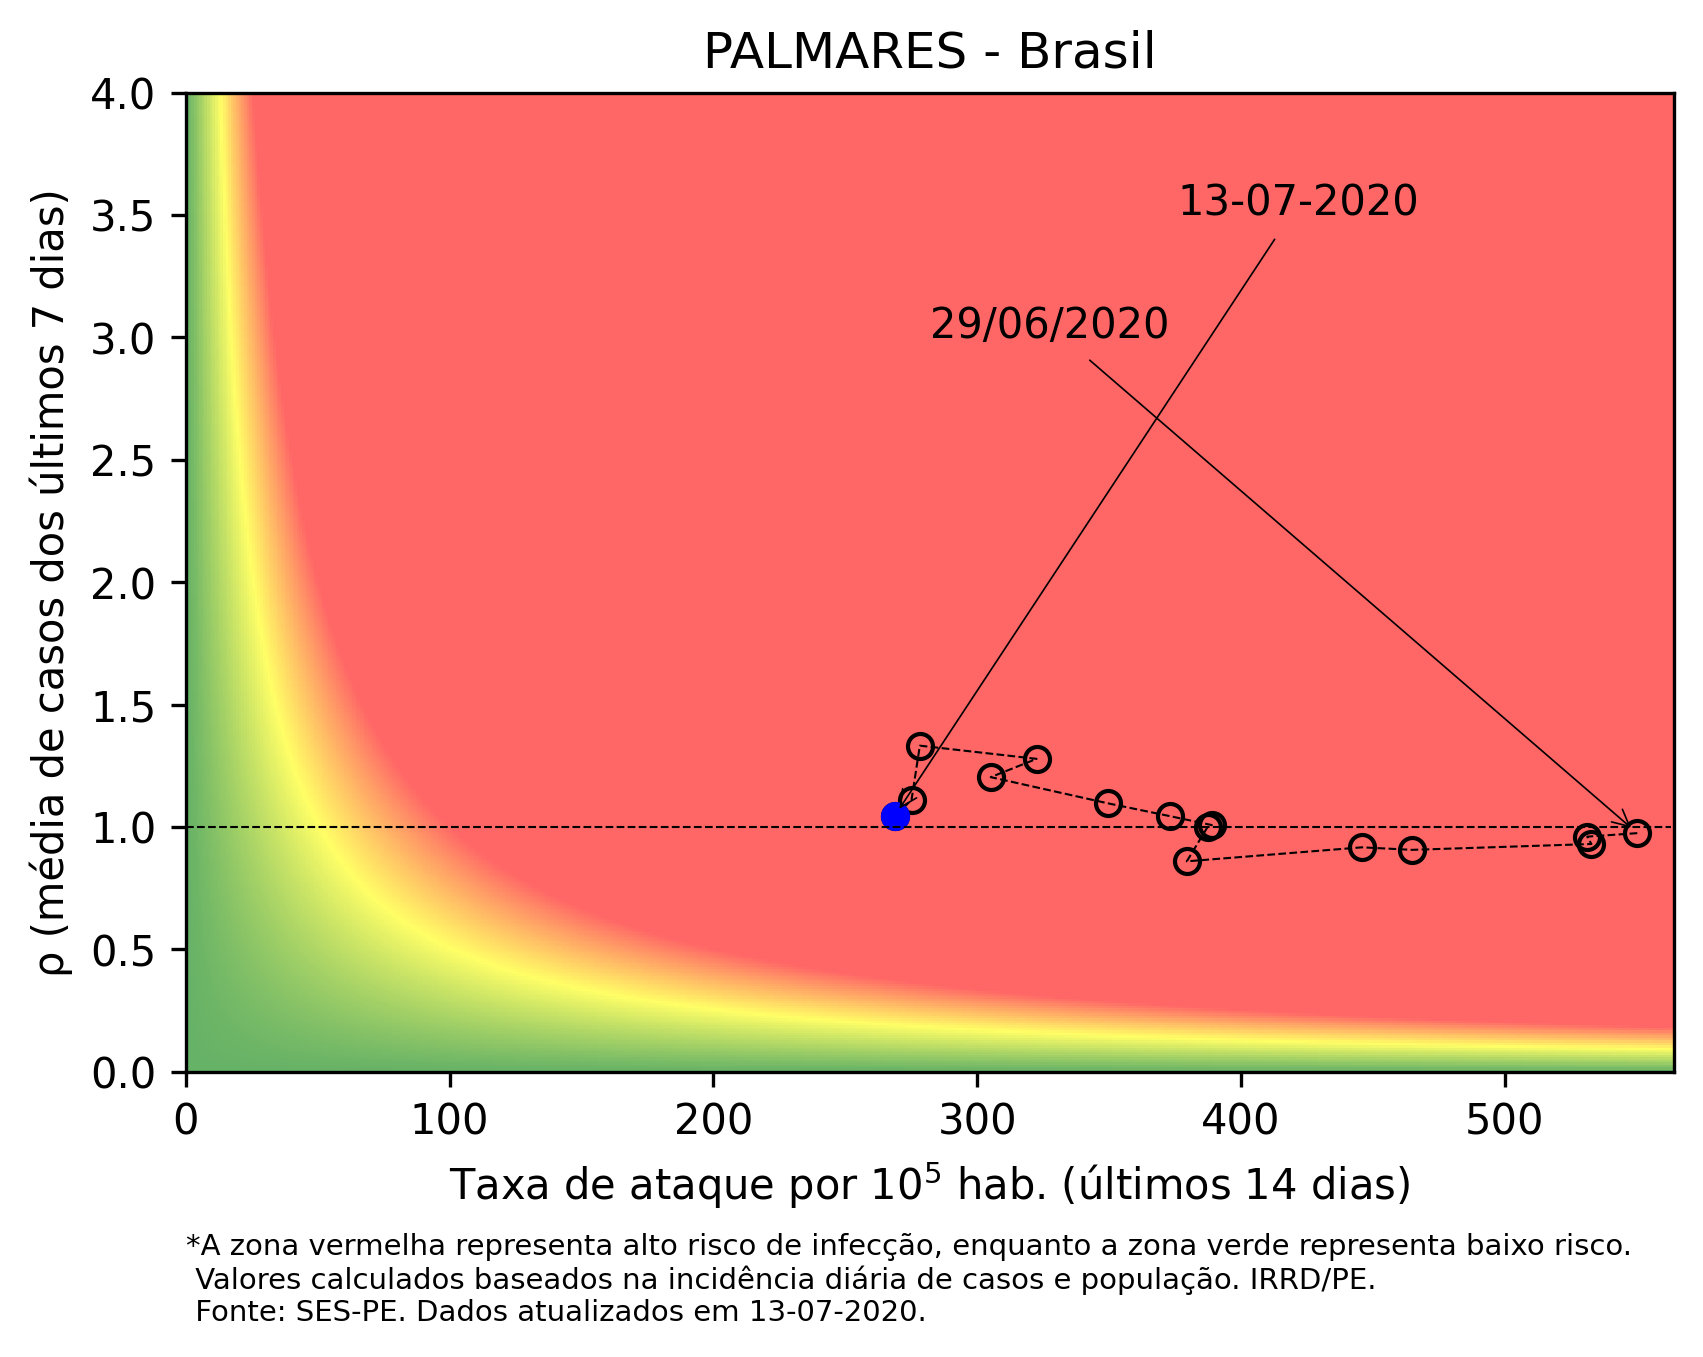 PALMARES - Brasil
4.0
3.5
3.0
2.5
2.0
1.5
1.0
0.5
0.0
ρ (média de casos dos últimos 7 dias)
13-07-2020
29/06/2020
0 100 200 300 400 500
Taxa de ataque por 10⁵ hab. (últimos 14 dias)
*A zona vermelha representa alto risco de infecção, enquanto a zona verde representa baixo risco.
Valores calculados baseados na incidência diária de casos e população. IRRD/PE.
Fonte: SES-PE. Dados atualizados em 13-07-2020.